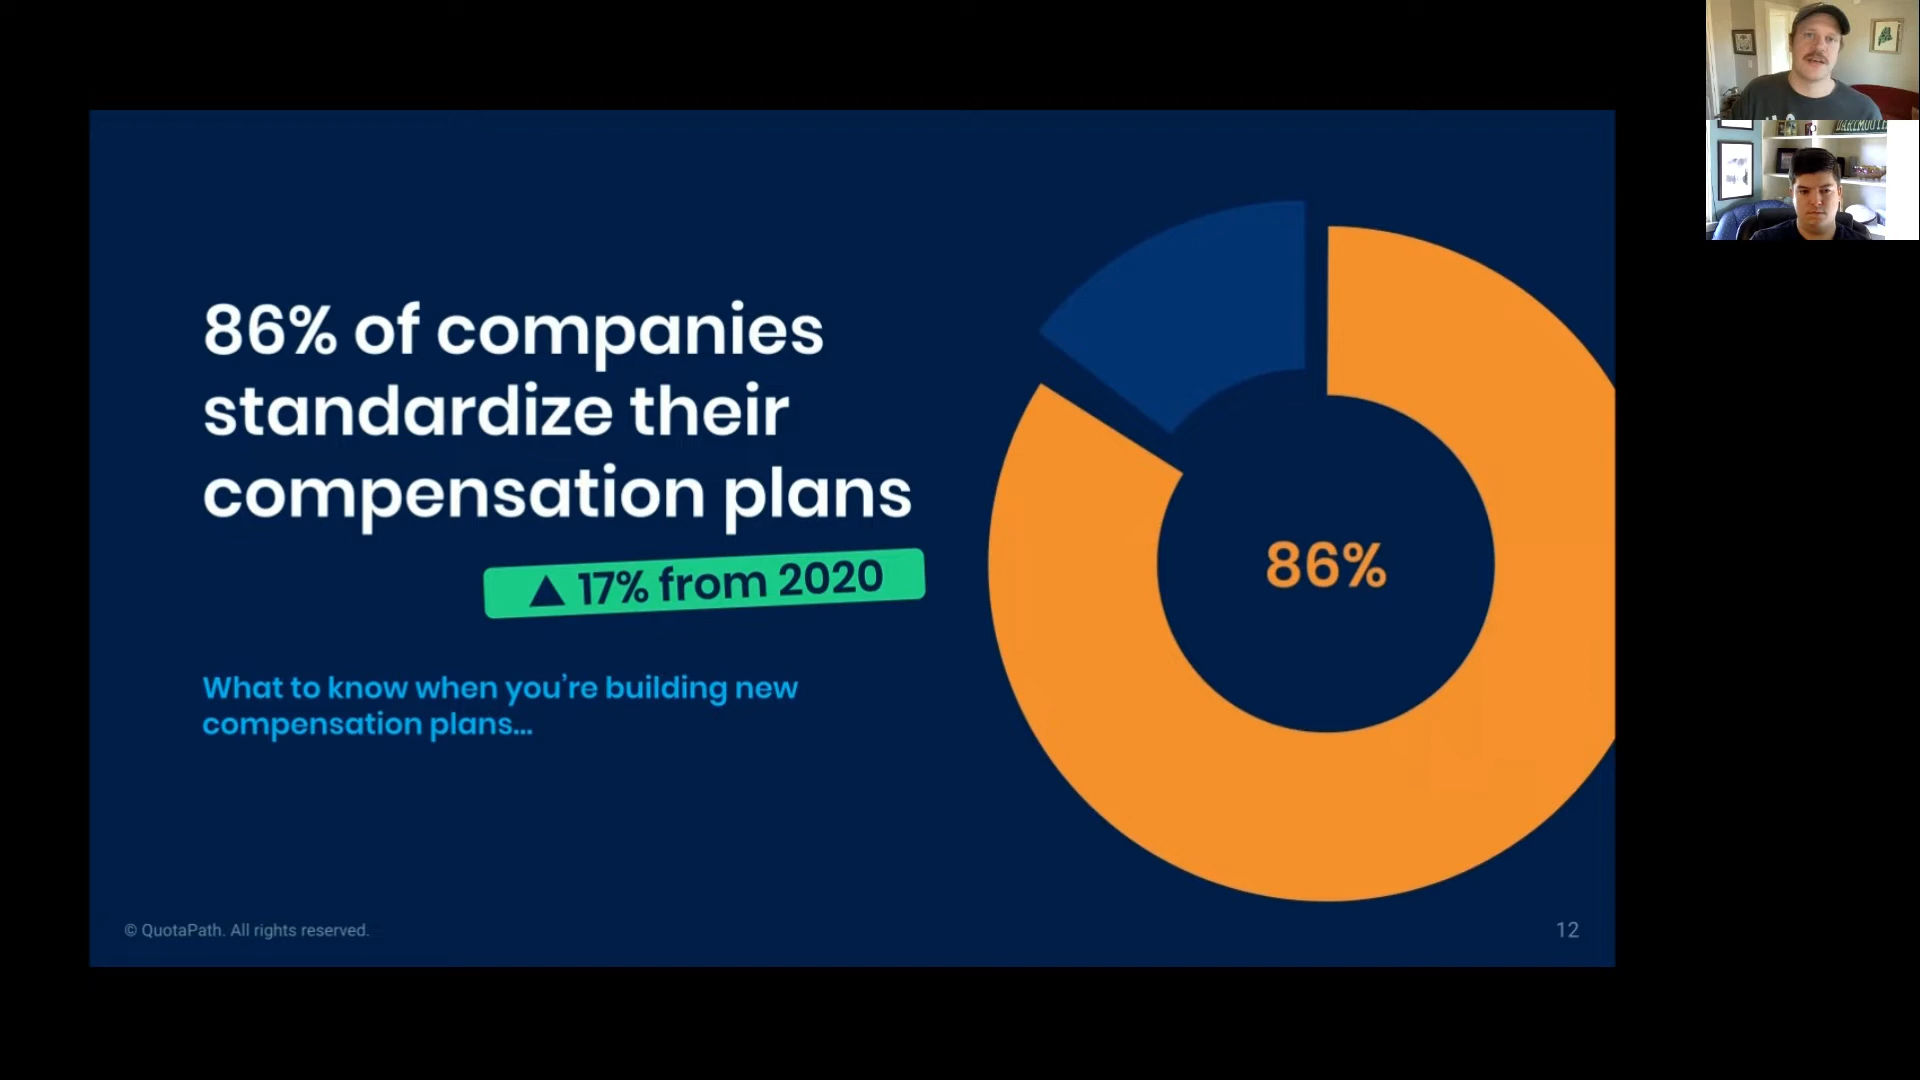 86% of companies
standardize their
compensation plans
▲ 17% from 2020
What to know when you’re building new
compensation plans...
86%
© QuotaPath. All rights reserved.
12
DARTMOUTH